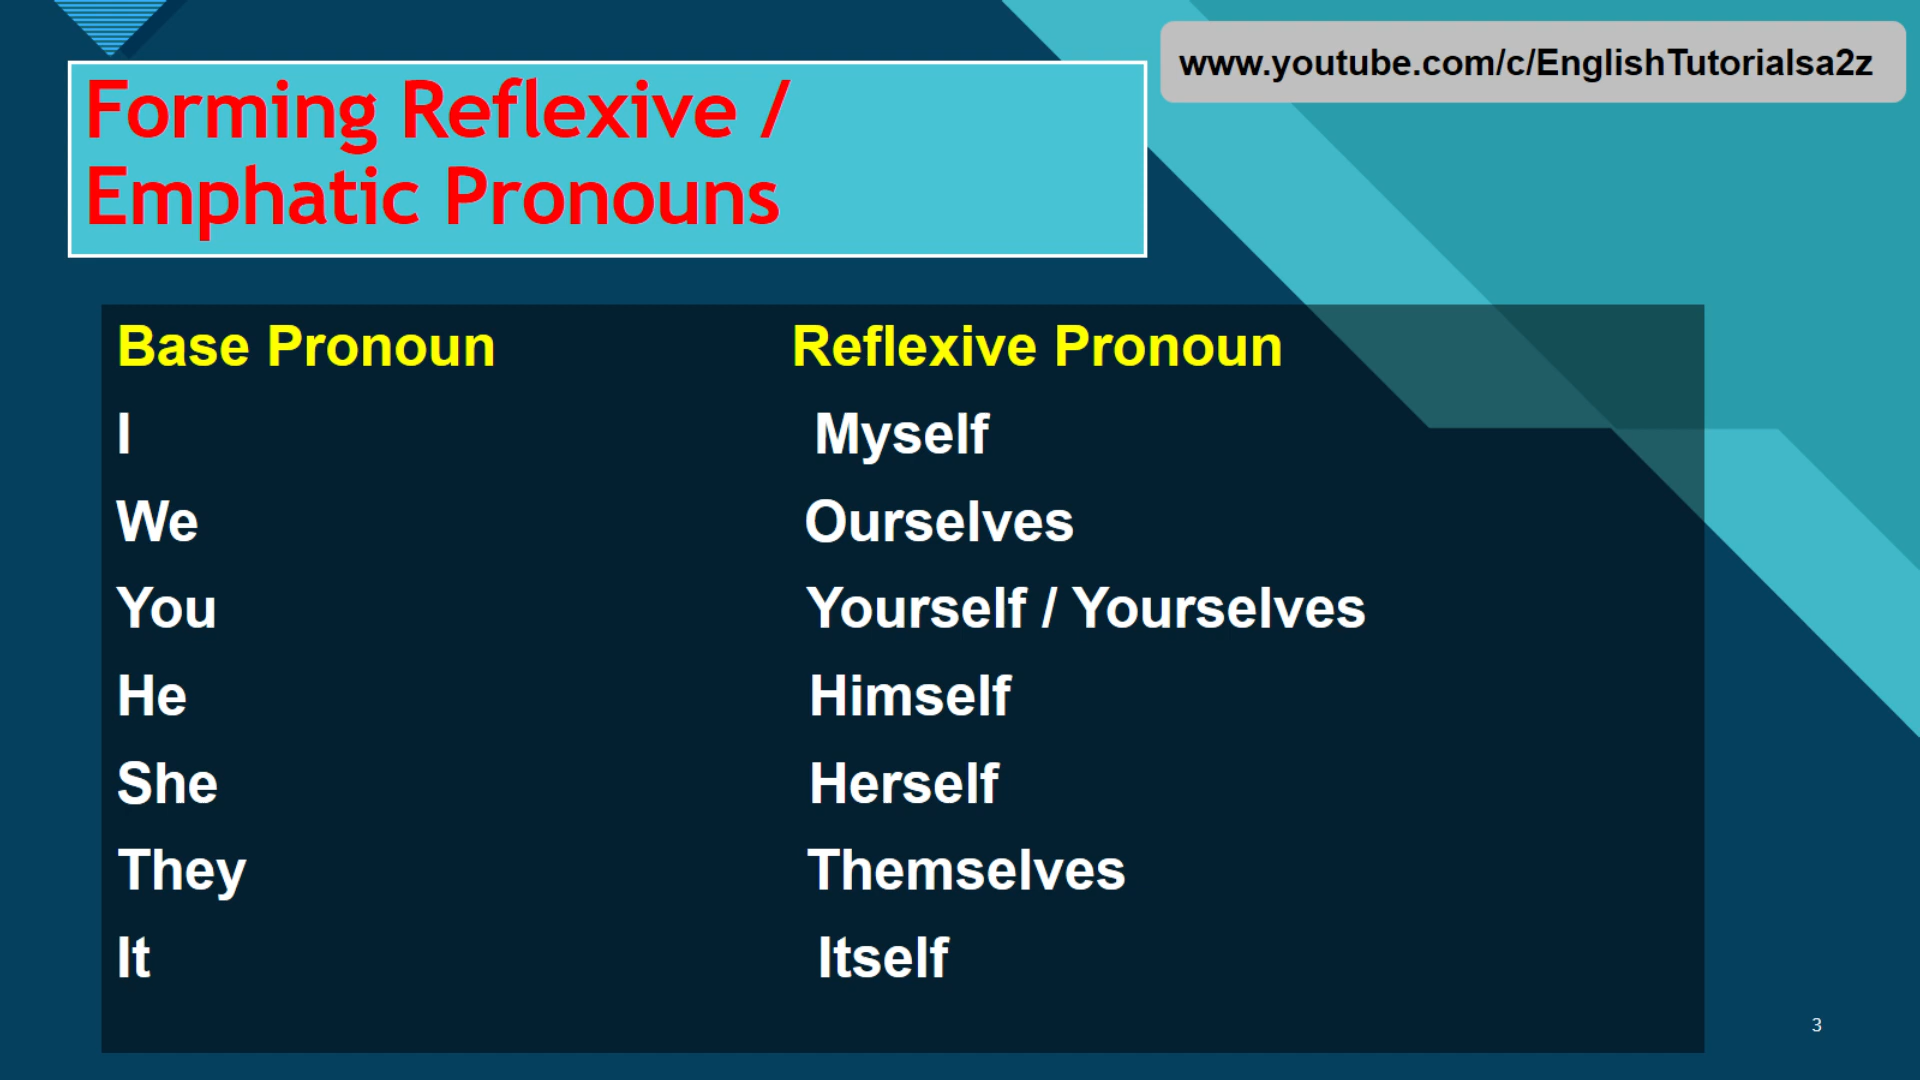 www.youtube.com/c/EnglishTutorialsa2z
Forming Reflexive /
Emphatic Pronouns
Base Pronoun Reflexive Pronoun
I Myself
We Ourselves
You Yourself / Yourselves
He Himself
She Herself
They Themselves
It Itself
3